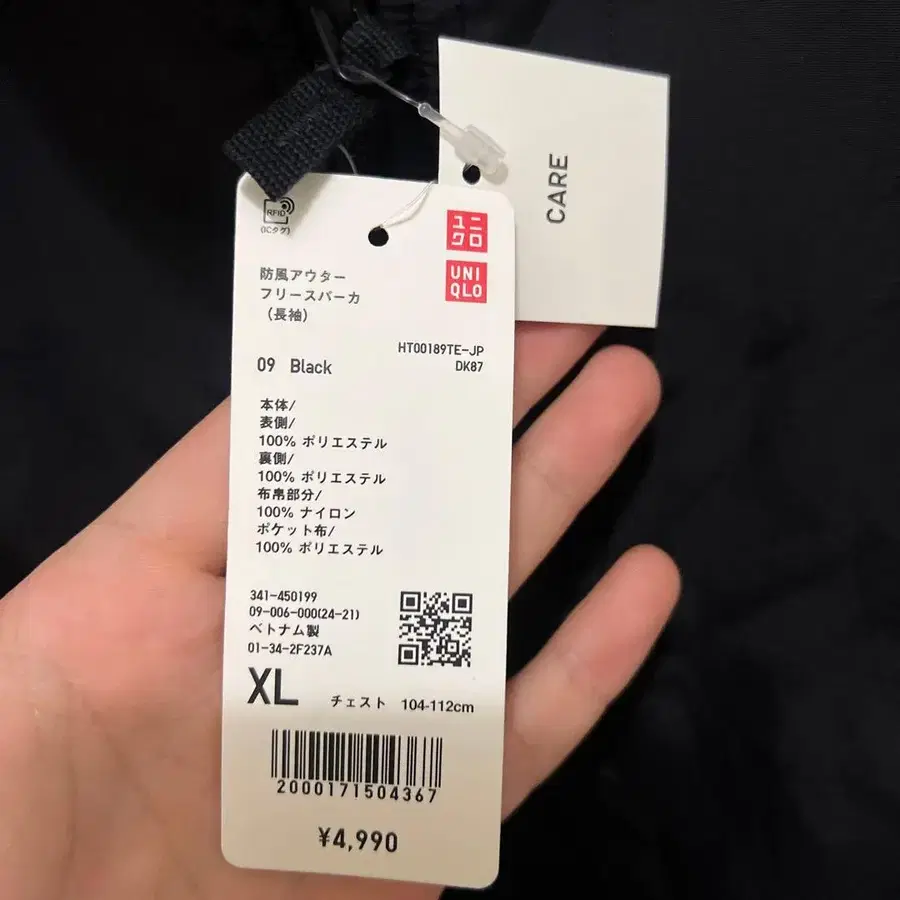 CARE
RFID
(ICタグ)
ユニ
クロ
UNI
QLO
防風アウター
フリースパーカ
(長袖)
HT00189TE-JP
09 Black
DK87
本体/
表側/
100% ポリエステル
裏側/
100% ポリエステル
布帛部分/
100% ナイロン
ポケット布/
100% ポリエステル
341-450199
09-006-000(24-21)
ベトナム製
01-34-2F237A
XL チェスト 104-112cm
2000171504367
¥4,990